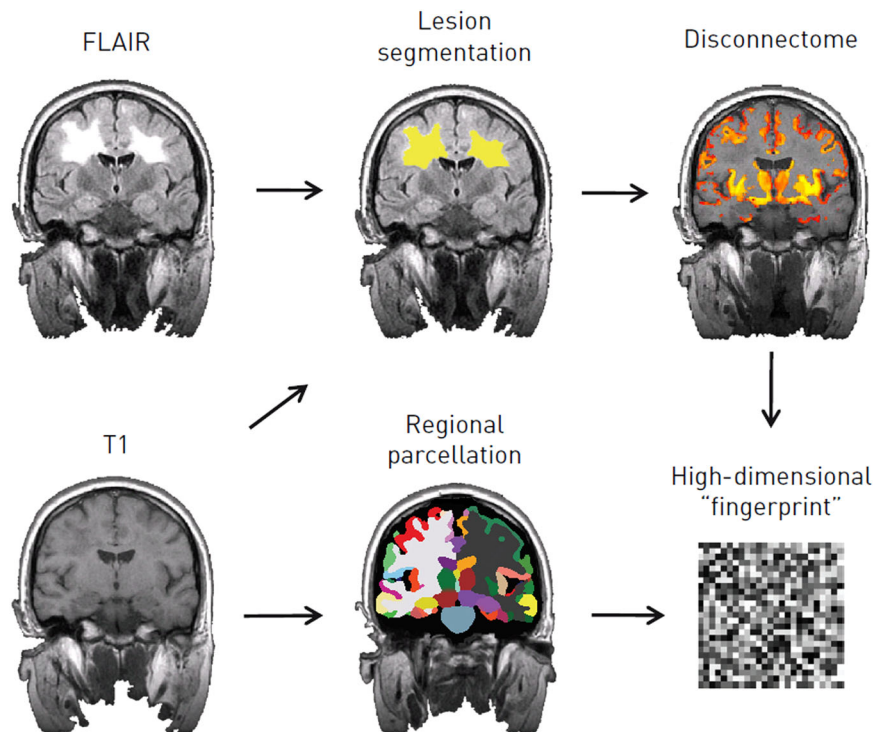 FLAIR
Lesion
segmentation
Disconnectome
T1
Regional
parcellation
High-dimensional
“fingerprint”